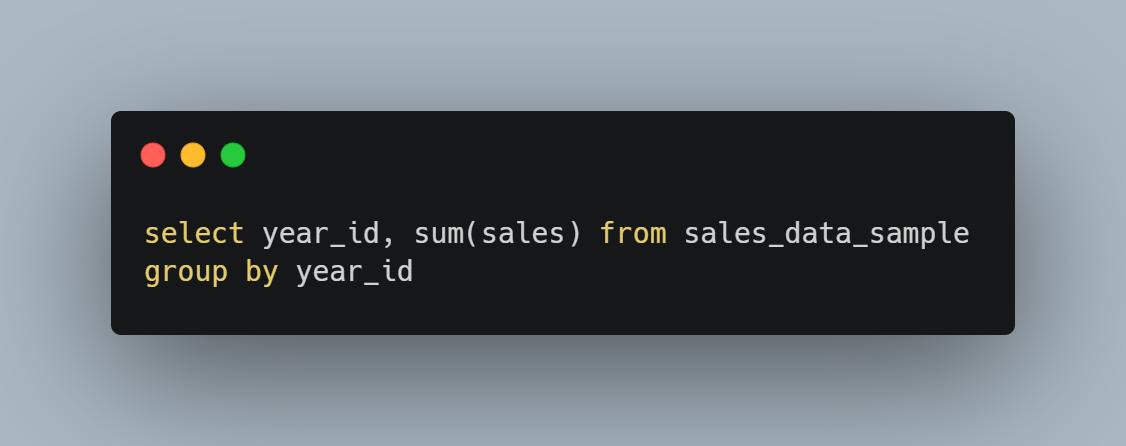 select year_id, sum(sales) from sales_data_sample
group by year_id